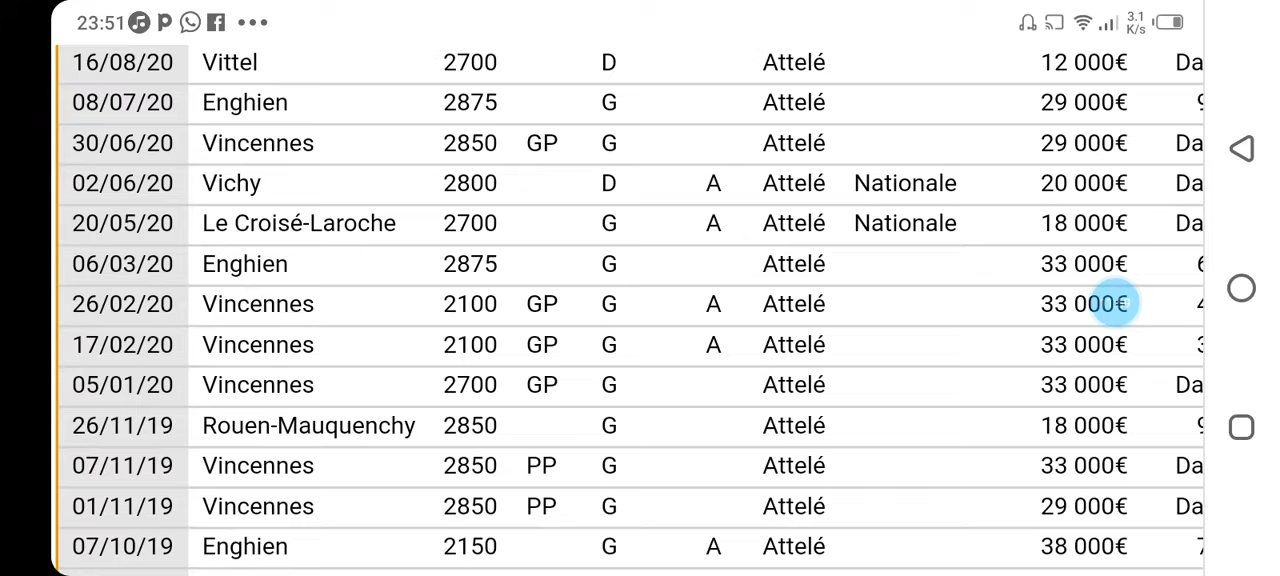 23:51 3.1 K/s
16/08/20 Vittel 2700 D Attelé 12 000€ Da
08/07/20 Enghien 2875 G Attelé 29 000€
30/06/20 Vincennes 2850 GP G Attelé 29 000€ Da
02/06/20 Vichy 2800 D A Attelé Nationale 20 000€ Da
20/05/20 Le Croisé-Laroche 2700 G A Attelé Nationale 18 000€ Da
06/03/20 Enghien 2875 G Attelé 33 000€
26/02/20 Vincennes 2100 GP G A Attelé 33 000€
17/02/20 Vincennes 2100 GP G A Attelé 33 000€
05/01/20 Vincennes 2700 GP G Attelé 33 000€ Da
26/11/19 Rouen-Mauquenchy 2850 G Attelé 18 000€
07/11/19 Vincennes 2850 PP G Attelé 33 000€ Da
01/11/19 Vincennes 2850 PP G Attelé 29 000€ Da
07/10/19 Enghien 2150 G A Attelé 38 000€